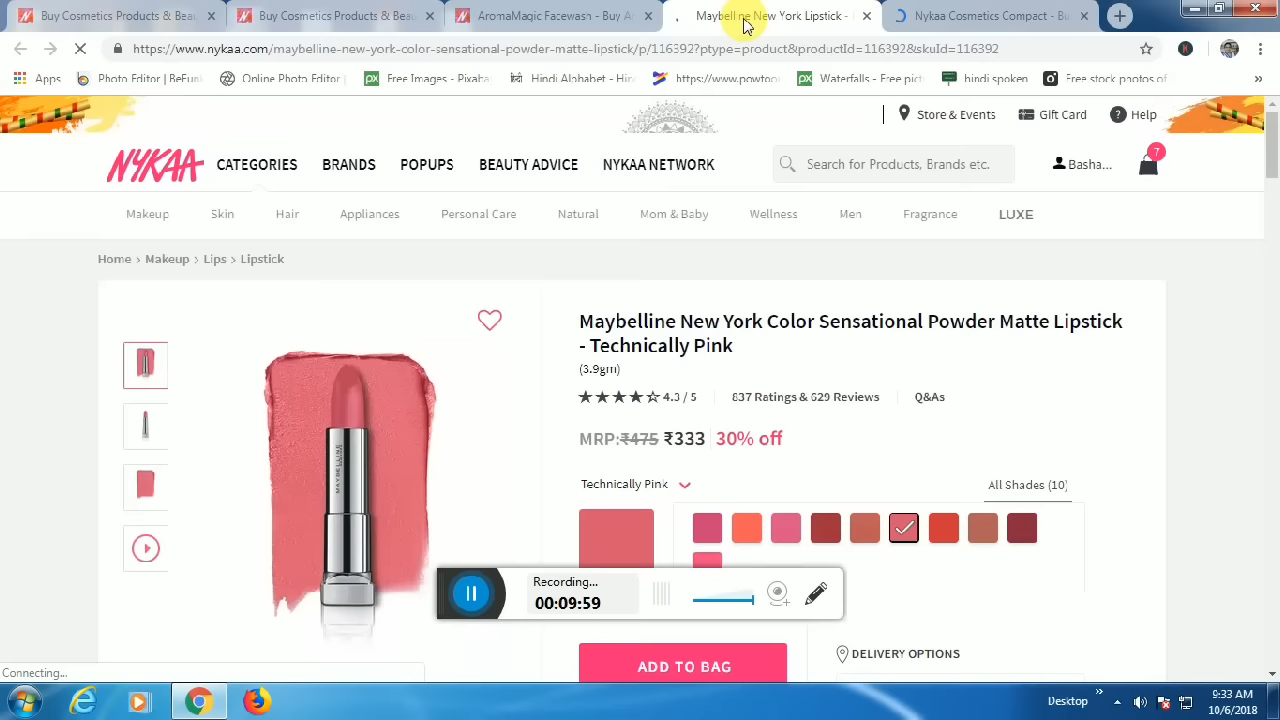 Buy Cosmetics Products & Beau
Buy Cosmetics Products & Beau
AromaMagic Facewash - Buy Ar
Maybelline New York Lipstick -
Nykaa Cosmetics Compact - Bu
https://www.nykaa.com/maybelline-new-york-color-sensational-powder-matte-lipstick/p/116392?ptype=product&productId=116392&skuId=116392
Apps
Photo Editor | BeFunk
Online Photo Editor |
Free Images - Pixaba
Hindi Alphabet - Hin
https://www.powtoo
Waterfalls - Free pict
hindi spoken
Free stock photos of
»
Store & Events
Gift Card
Help
NYKAA
CATEGORIES
BRANDS
POPUPS
BEAUTY ADVICE
NYKAA NETWORK
Search for Products, Brands etc.
Basha...
7
Makeup
Skin
Hair
Appliances
Personal Care
Natural
Mom & Baby
Wellness
Men
Fragrance
LUXE
Home > Makeup > Lips > Lipstick
Maybelline New York Color Sensational Powder Matte Lipstick
- Technically Pink
(3.9gm)
4.3 / 5
837 Ratings & 629 Reviews
Q&As
MRP:₹475 ₹333 30% off
Technically Pink
All Shades (10)
MAYBELLINE
Recording...
00:09:59
ADD TO BAG
DELIVERY OPTIONS
Connecting...
Desktop
»
9:33 AM
10/6/2018